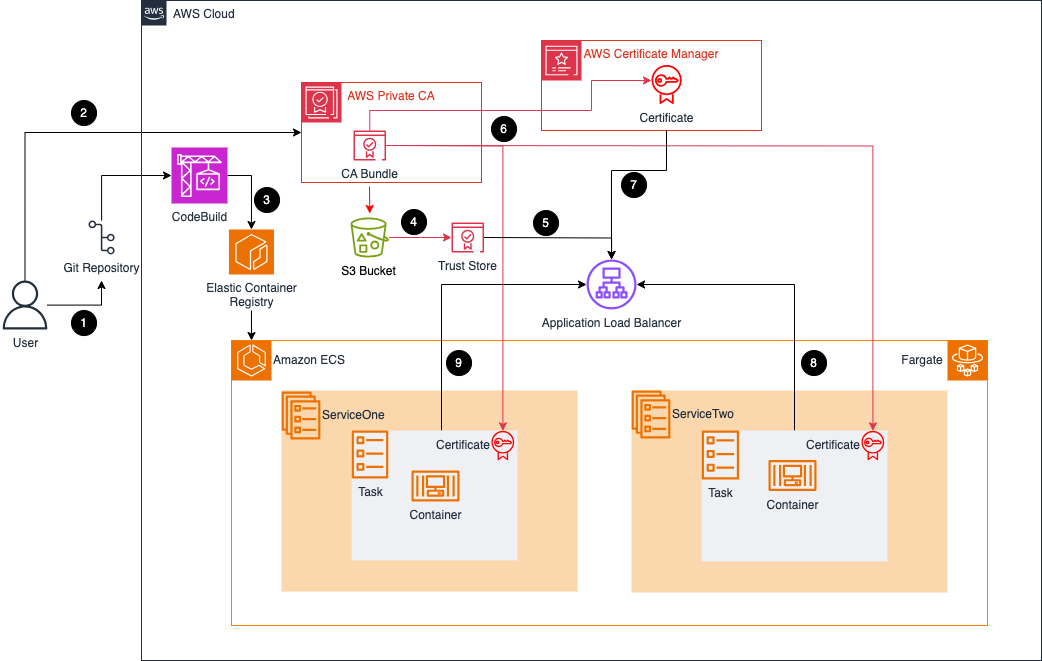 aws
AWS Cloud
AWS Certificate Manager
AWS Private CA
2
Certificate
6
CA Bundle
7
3
CodeBuild
4
5
Git Repository
S3 Bucket
Trust Store
Elastic Container
Registry
1
User
Application Load Balancer
Amazon ECS
9
8
Fargate
ServiceOne
ServiceTwo
Certificate
Certificate
Task
Task
Container
Container